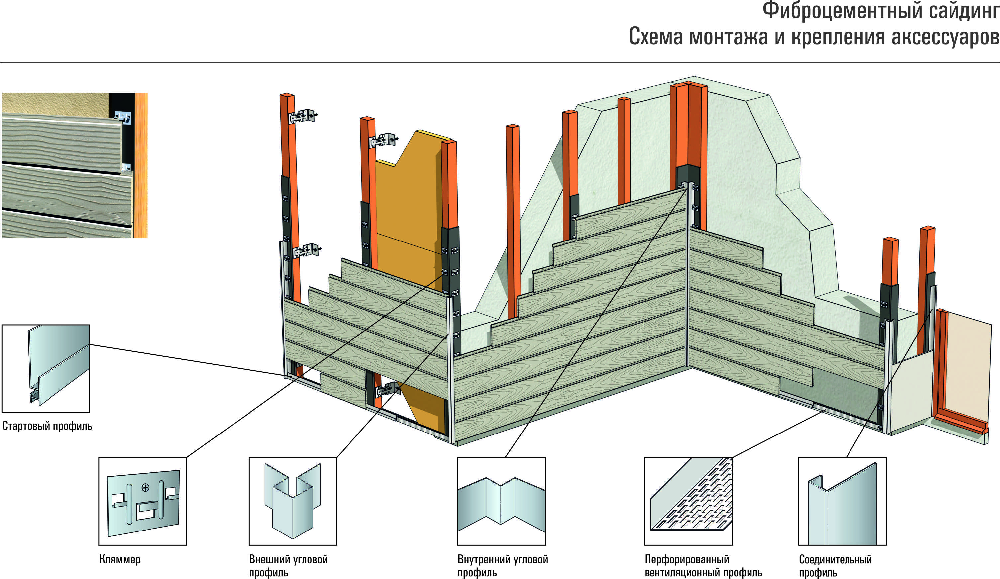 Фиброцементный сайдинг
Схема монтажа и крепления аксессуаров
Стартовый профиль
Кляммер
Внешний угловой
профиль
Внутренний угловой
профиль
Перфорированный
вентиляционный профиль
Соединительный
профиль